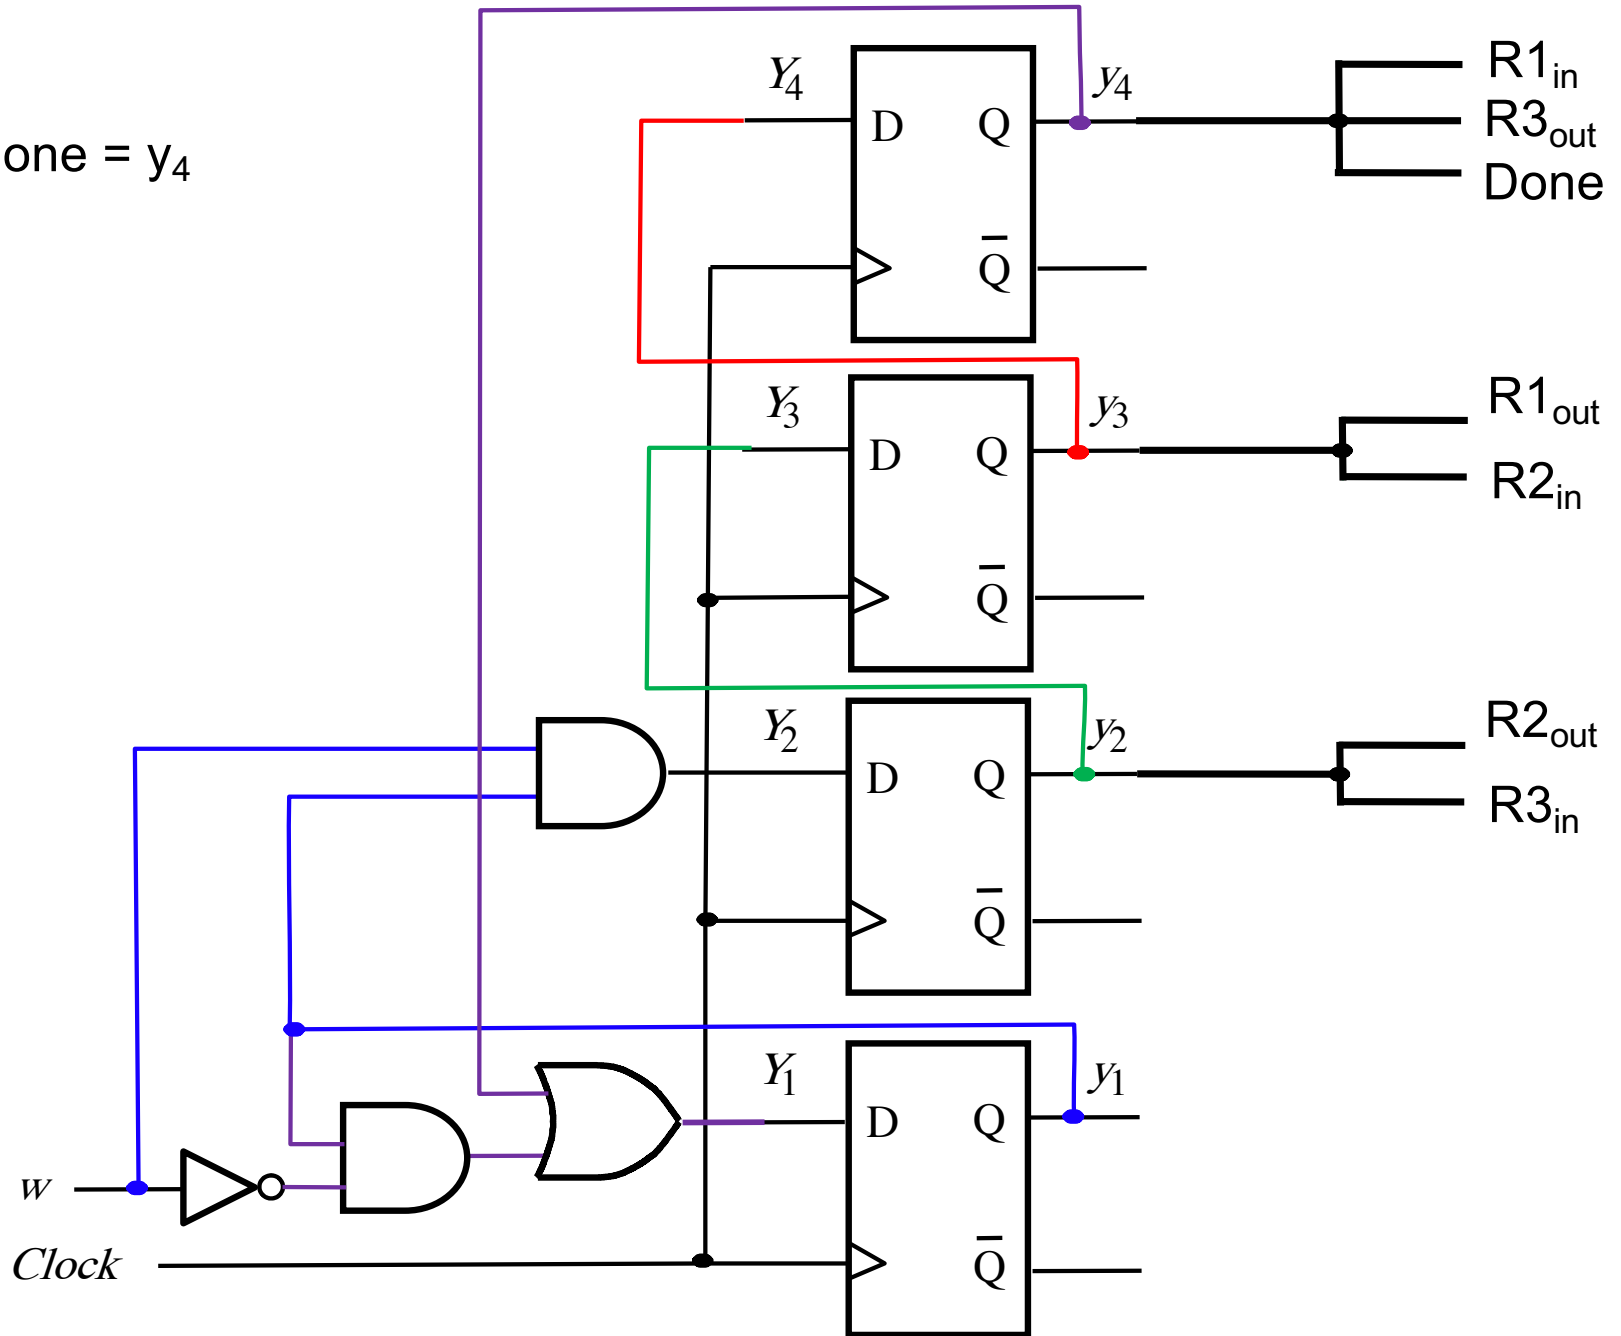 one = y₄
Y₄
D
Q
y₄
R1ᵢₙ
R3ₒᵤₜ
Done
Q̅
Y₃
D
Q
y₃
R1ₒᵤₜ
R2ᵢₙ
Q̅
Y₂
D
Q
y₂
R2ₒᵤₜ
R3ᵢₙ
Q̅
Y₁
D
Q
y₁
w
Clock
Q̅